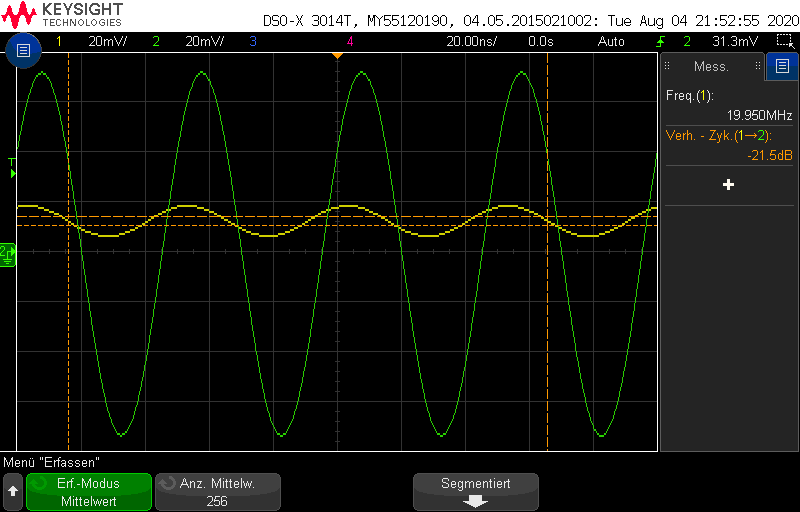 KEYSIGHT
TECHNOLOGIES
DSO-X 3014T, MY55120190, 04.05.2015021002: Tue Aug 04 21:52:55 2020
1 20mV/ 2 20mV/ 3 4 20.00ns/ 0.0s Auto 2 31.3mV
Mess.
Freq.(1):
19.950MHz
Verh. - Zyk.(1→2):
-21.5dB
+
T
2
Menü "Erfassen"
Erf.-Modus
Mittelwert
Anz. Mittelw.
256
Segmentiert